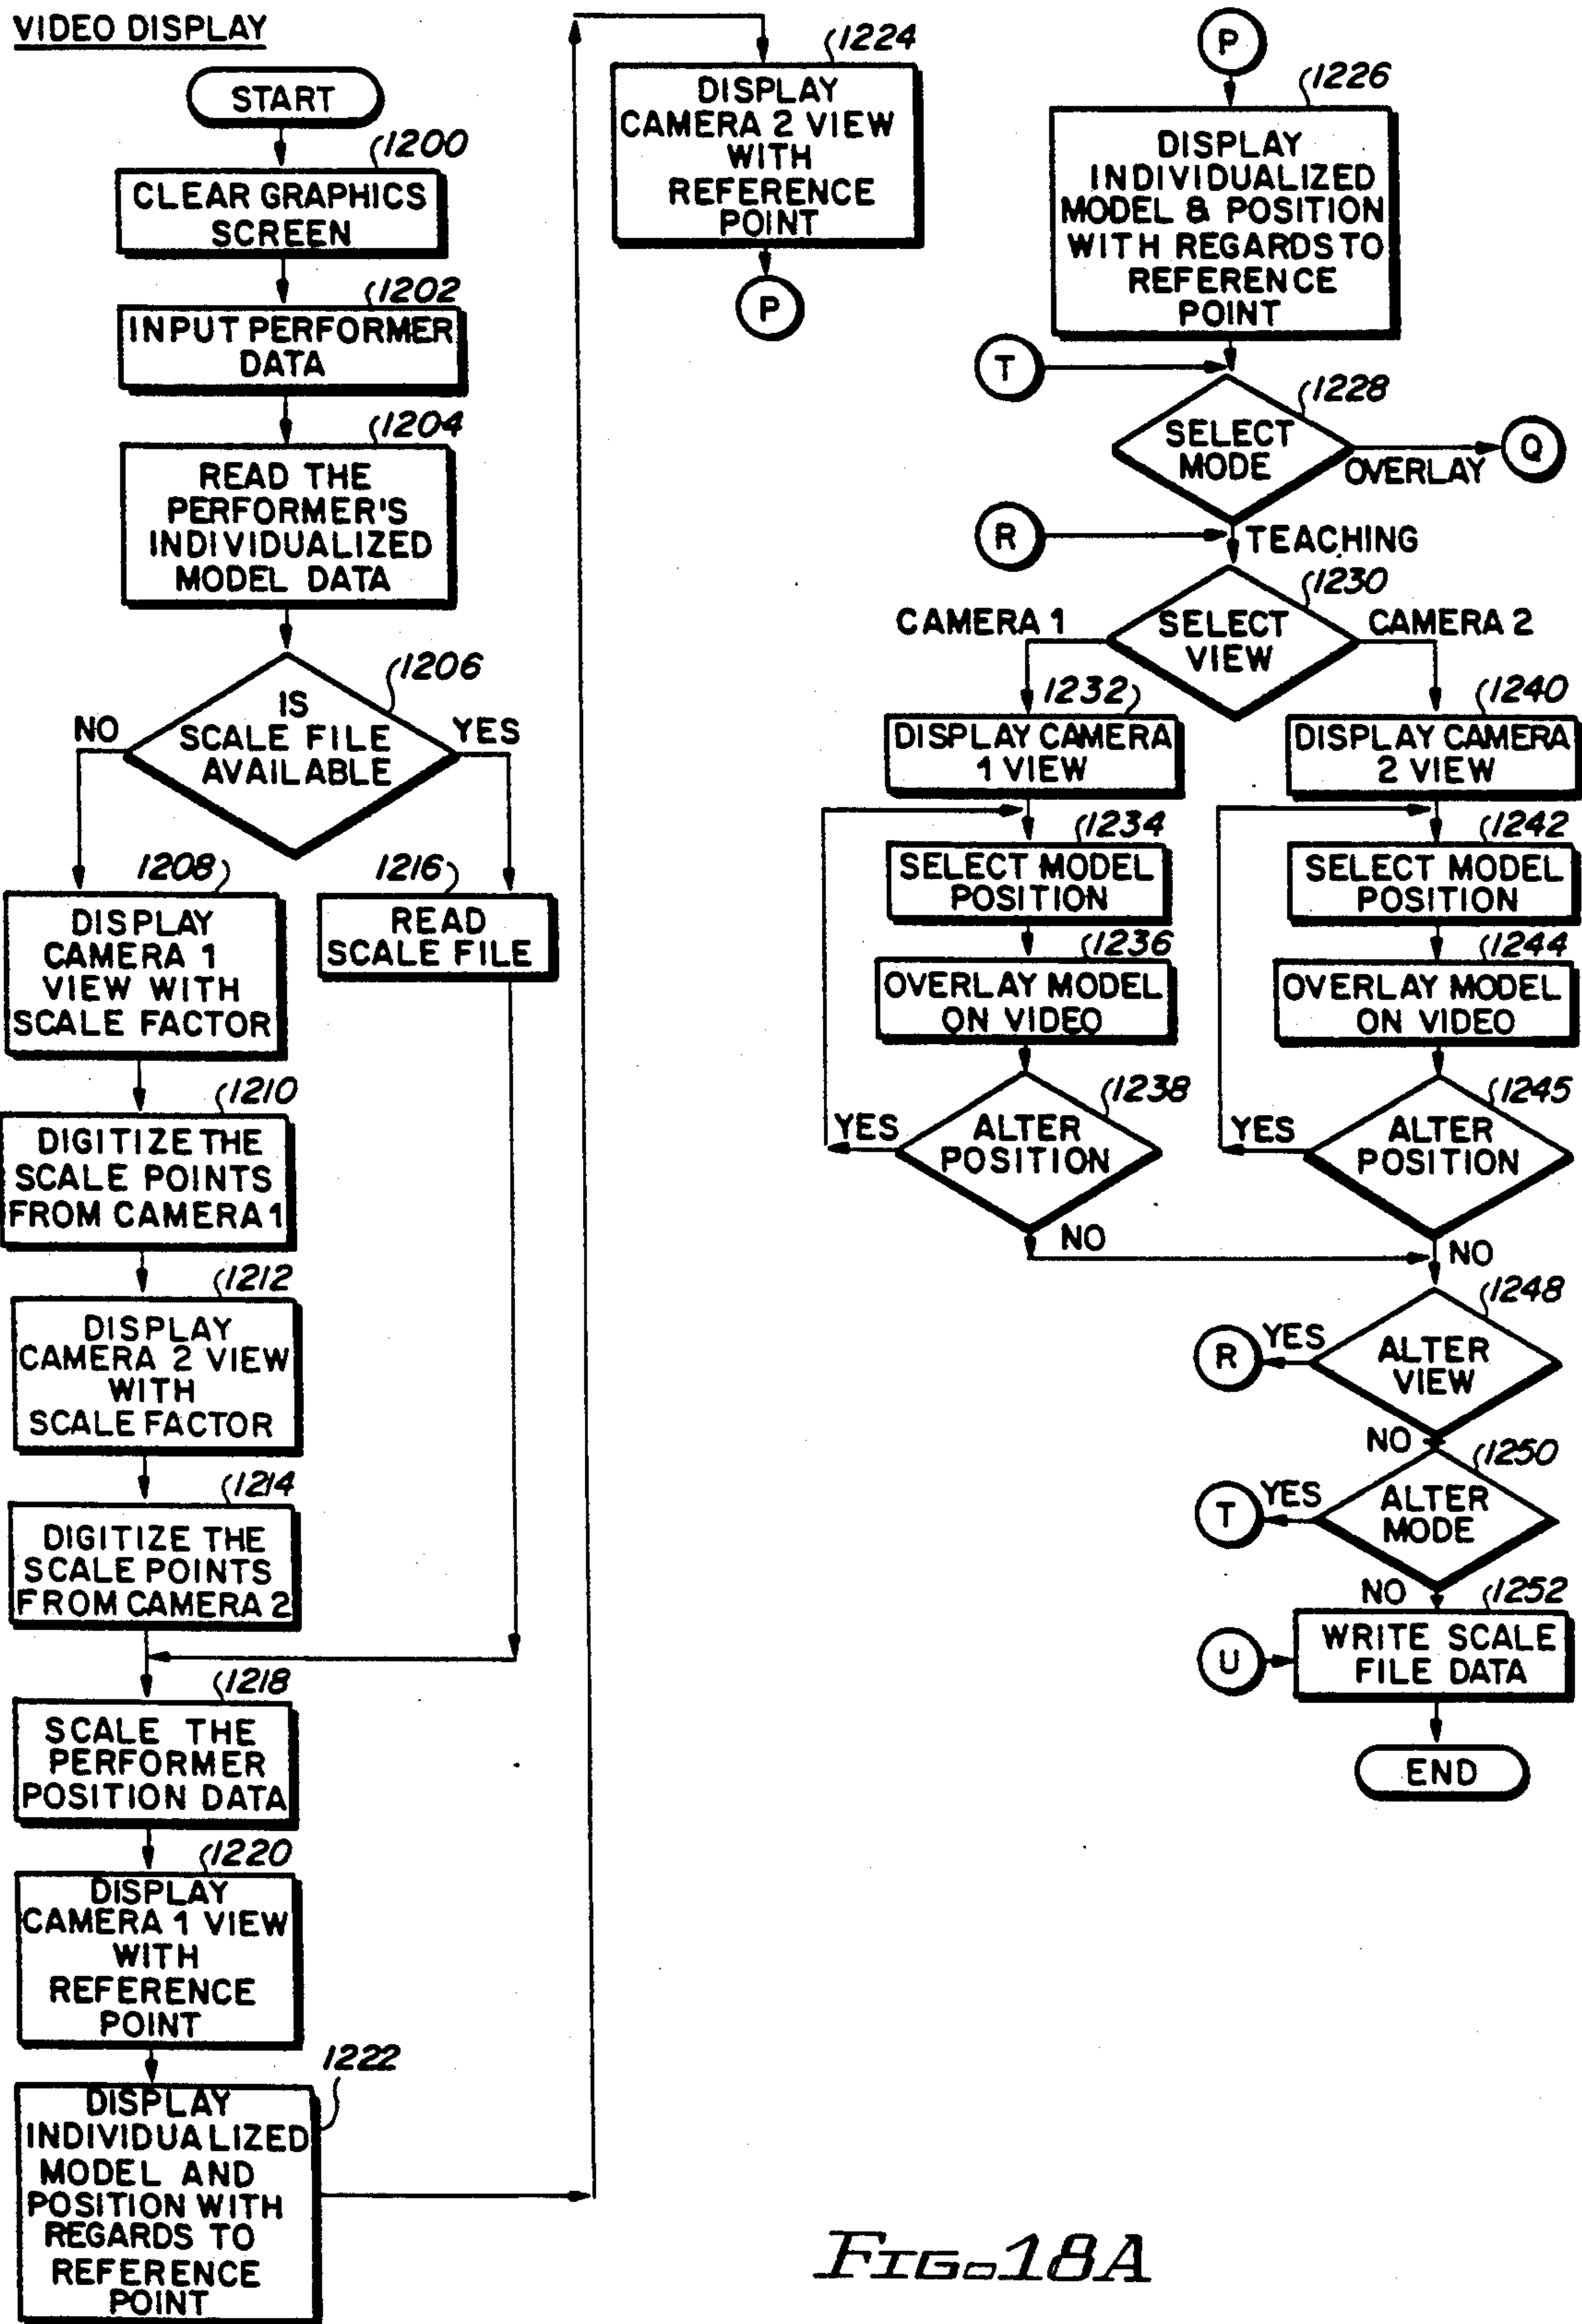 VIDEO DISPLAY
START
1200
CLEAR GRAPHICS
SCREEN
1202
INPUT PERFORMER
DATA
1204
READ THE
PERFORMER'S
INDIVIDUALIZED
MODEL DATA
1206
IS
SCALE FILE
AVAILABLE
NO
YES
1208
DISPLAY
CAMERA 1
VIEW WITH
SCALE FACTOR
1216
READ
SCALE FILE
1210
DIGITIZE THE
SCALE POINTS
FROM CAMERA 1
1212
DISPLAY
CAMERA 2 VIEW
WITH
SCALE FACTOR
1214
DIGITIZE THE
SCALE POINTS
FROM CAMERA 2
1218
SCALE THE
PERFORMER
POSITION DATA
1220
DISPLAY
CAMERA 1 VIEW
WITH
REFERENCE
POINT
1222
DISPLAY
INDIVIDUALIZED
MODEL AND
POSITION WITH
REGARDS TO
REFERENCE
POINT
1224
DISPLAY
CAMERA 2 VIEW
WITH
REFERENCE
POINT
P
P
1226
DISPLAY
INDIVIDUALIZED
MODEL & POSITION
WITH REGARDS TO
REFERENCE
POINT
T
1228
SELECT
MODE
OVERLAY
Q
R
TEACHING
1230
SELECT
VIEW
CAMERA 1
CAMERA 2
1232
DISPLAY CAMERA
1 VIEW
1234
SELECT MODEL
POSITION
1236
OVERLAY MODEL
ON VIDEO
1238
ALTER
POSITION
YES
NO
1240
DISPLAY CAMERA
2 VIEW
1242
SELECT MODEL
POSITION
1244
OVERLAY MODEL
ON VIDEO
1245
ALTER
POSITION
YES
NO
1248
ALTER
VIEW
YES
R
NO
1250
ALTER
MODE
YES
T
NO
1252
WRITE SCALE
FILE DATA
U
END
FIG. 18A